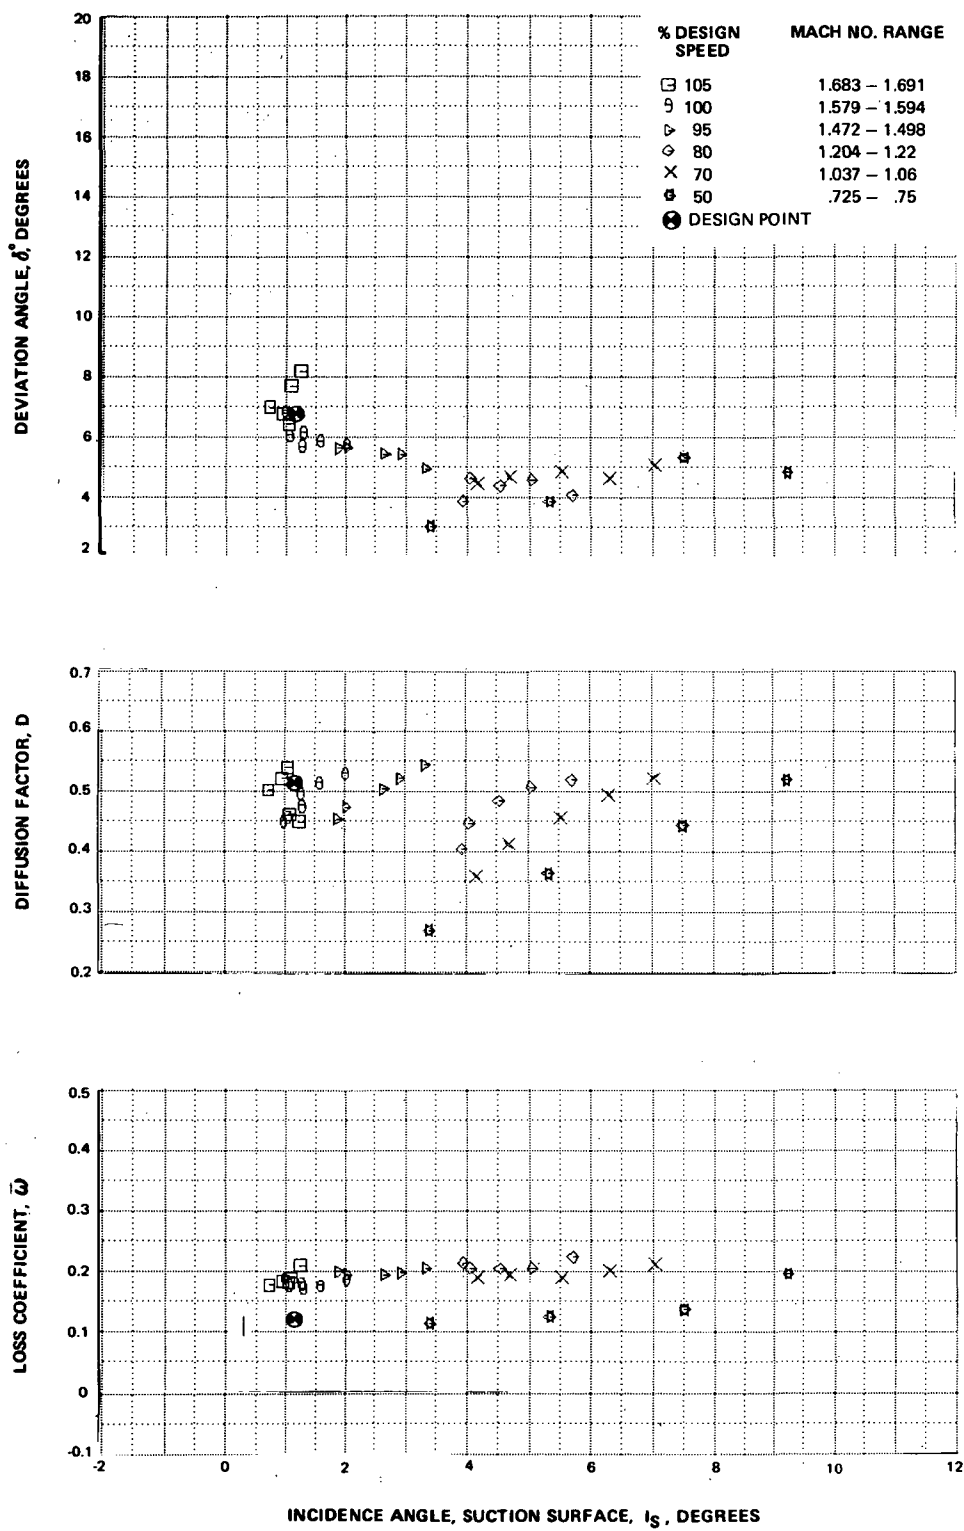 % DESIGN SPEED MACH NO. RANGE
105 1.683 – 1.691
100 1.579 – 1.594
95 1.472 – 1.498
80 1.204 – 1.22
70 1.037 – 1.06
50 .725 – .75
DESIGN POINT
DEVIATION ANGLE, δ°, DEGREES
20
18
16
14
12
10
8
6
4
2
DIFFUSION FACTOR, D
0.7
0.6
0.5
0.4
0.3
0.2
LOSS COEFFICIENT, ω̄
0.5
0.4
0.3
0.2
0.1
0
-0.1
-2 0 2 4 6 8 10 12
INCIDENCE ANGLE, SUCTION SURFACE, IS, DEGREES